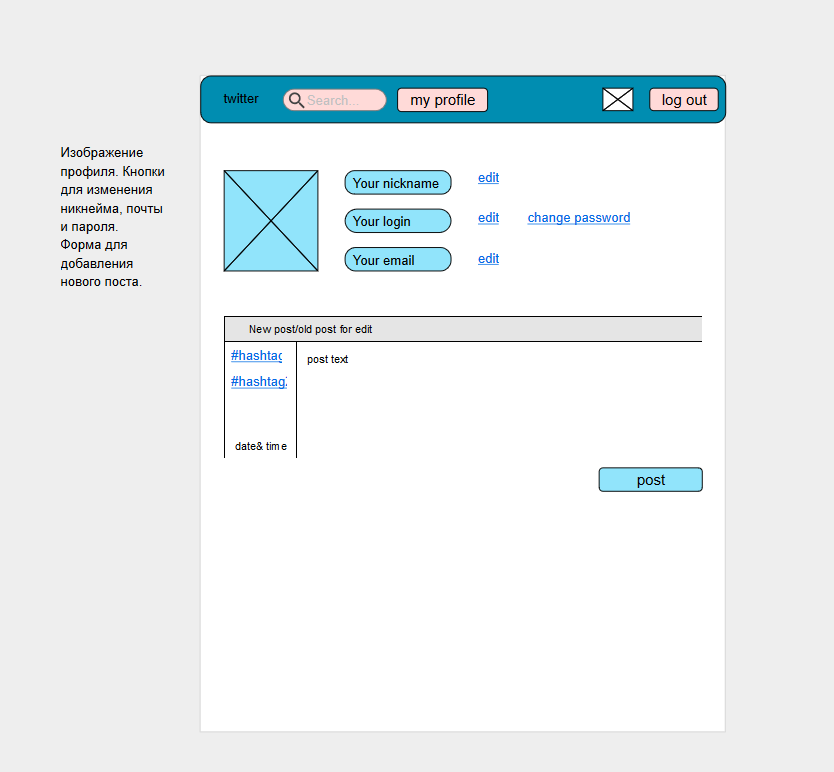 twitter
Search...
my profile
log out
Изображение
профиля. Кнопки
для изменения
никнейма, почты
и пароля.
Форма для
добавления
нового поста.
Your nickname
edit
Your login
edit
change password
Your email
edit
New post/old post for edit
#hashtag
post text
#hashtag2
date& time
post